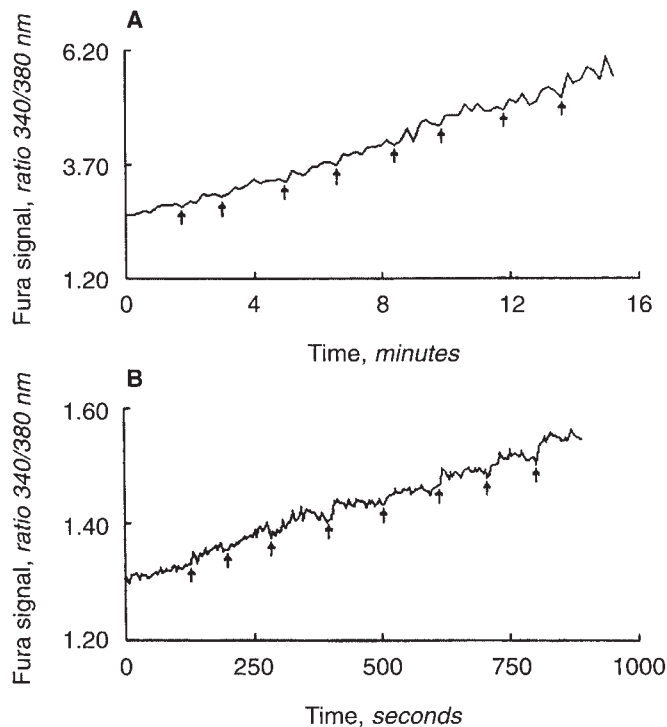 A
Fura signal, ratio 340/380 nm
6.20
3.70
1.20
0 4 8 12 16
Time, minutes
B
Fura signal, ratio 340/380 nm
1.60
1.40
1.20
0 250 500 750 1000
Time, seconds